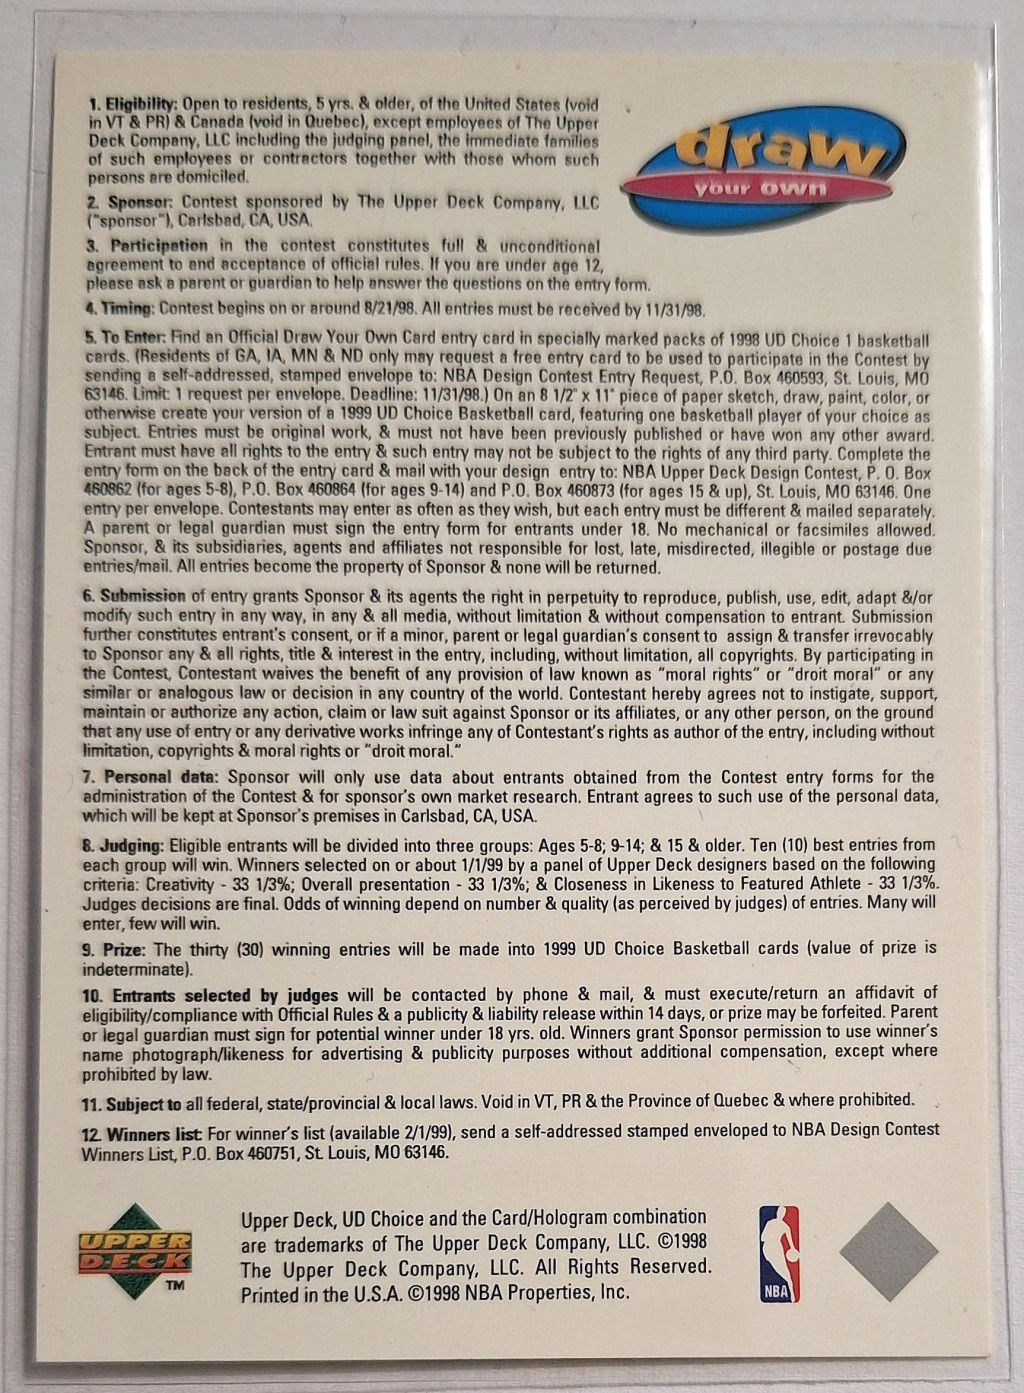 1. Eligibility: Open to residents, 5 yrs. & older, of the United States (void
in VT & PR) & Canada (void in Quebec), except employees of The Upper
Deck Company, LLC including the judging panel, the immediate families
of such employees or contractors together with those whom such
persons are domiciled.
draw
your own
2. Sponsor: Contest sponsored by The Upper Deck Company, LLC
("sponsor"), Carlsbad, CA, USA.
3. Participation in the contest constitutes full & unconditional
agreement to and acceptance of official rules. If you are under age 12,
please ask a parent or guardian to help answer the questions on the entry form.
4. Timing: Contest begins on or around 8/21/98. All entries must be received by 11/31/98.
5. To Enter: Find an Official Draw Your Own Card entry card in specially marked packs of 1998 UD Choice 1 basketball
cards. (Residents of GA, IA, MN & ND only may request a free entry card to be used to participate in the Contest by
sending a self-addressed, stamped envelope to: NBA Design Contest Entry Request, P.O. Box 460593, St. Louis, MO
63146. Limit: 1 request per envelope. Deadline: 11/31/98.) On an 8 1/2" x 11" piece of paper sketch, draw, paint, color, or
otherwise create your version of a 1999 UD Choice Basketball card, featuring one basketball player of your choice as
subject. Entries must be original work, & must not have been previously published or have won any other award.
Entrant must have all rights to the entry & such entry may not be subject to the rights of any third party. Complete the
entry form on the back of the entry card & mail with your design entry to: NBA Upper Deck Design Contest, P. O. Box
460862 (for ages 5-8), P.O. Box 460864 (for ages 9-14) and P.O. Box 460873 (for ages 15 & up), St. Louis, MO 63146. One
entry per envelope. Contestants may enter as often as they wish, but each entry must be different & mailed separately.
A parent or legal guardian must sign the entry form for entrants under 18. No mechanical or facsimiles allowed.
Sponsor, & its subsidiaries, agents and affiliates not responsible for lost, late, misdirected, illegible or postage due
entries/mail. All entries become the property of Sponsor & none will be returned.
6. Submission of entry grants Sponsor & its agents the right in perpetuity to reproduce, publish, use, edit, adapt &/or
modify such entry in any way, in any & all media, without limitation & without compensation to entrant. Submission
further constitutes entrant's consent, or if a minor, parent or legal guardian's consent to assign & transfer irrevocably
to Sponsor any & all rights, title & interest in the entry, including, without limitation, all copyrights. By participating in
the Contest, Contestant waives the benefit of any provision of law known as "moral rights" or "droit moral" or any
similar or analogous law or decision in any country of the world. Contestant hereby agrees not to instigate, support,
maintain or authorize any action, claim or law suit against Sponsor or its affiliates, or any other person, on the ground
that any use of entry or any derivative works infringe any of Contestant's rights as author of the entry, including without
limitation, copyrights & moral rights or "droit moral."
7. Personal data: Sponsor will only use data about entrants obtained from the Contest entry forms for the
administration of the Contest & for sponsor's own market research. Entrant agrees to such use of the personal data,
which will be kept at Sponsor's premises in Carlsbad, CA, USA.
8. Judging: Eligible entrants will be divided into three groups: Ages 5-8; 9-14; & 15 & older. Ten (10) best entries from
each group will win. Winners selected on or about 1/1/99 by a panel of Upper Deck designers based on the following
criteria: Creativity - 33 1/3%; Overall presentation - 33 1/3%; & Closeness in Likeness to Featured Athlete - 33 1/3%.
Judges decisions are final. Odds of winning depend on number & quality (as perceived by judges) of entries. Many will
enter, few will win.
9. Prize: The thirty (30) winning entries will be made into 1999 UD Choice Basketball cards (value of prize is
indeterminate).
10. Entrants selected by judges will be contacted by phone & mail, & must execute/return an affidavit of
eligibility/compliance with Official Rules & a publicity & liability release within 14 days, or prize may be forfeited. Parent
or legal guardian must sign for potential winner under 18 yrs. old. Winners grant Sponsor permission to use winner's
name photograph/likeness for advertising & publicity purposes without additional compensation, except where
prohibited by law.
11. Subject to all federal, state/provincial & local laws. Void in VT, PR & the Province of Quebec & where prohibited.
12. Winners list: For winner's list (available 2/1/99), send a self-addressed stamped enveloped to NBA Design Contest
Winners List, P.O. Box 460751, St. Louis, MO 63146.
UPPER
DECK
TM
Upper Deck, UD Choice and the Card/Hologram combination
are trademarks of The Upper Deck Company, LLC. ©1998
The Upper Deck Company, LLC. All Rights Reserved.
Printed in the U.S.A. ©1998 NBA Properties, Inc.
NBA